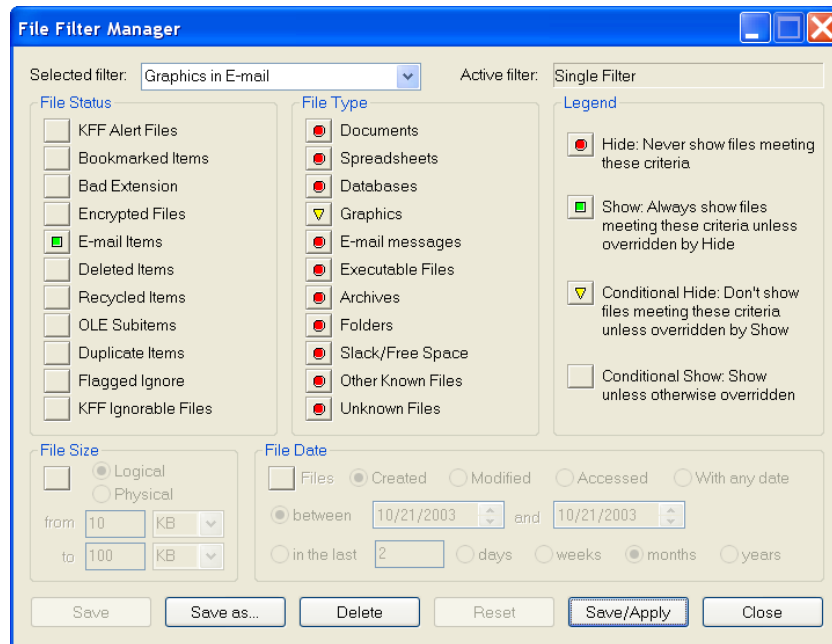 File Filter Manager
Selected filter: Graphics in E-mail Active filter: Single Filter
File Status
KFF Alert Files
Bookmarked Items
Bad Extension
Encrypted Files
E-mail Items
Deleted Items
Recycled Items
OLE Subitems
Duplicate Items
Flagged Ignore
KFF Ignorable Files
File Type
Documents
Spreadsheets
Databases
Graphics
E-mail messages
Executable Files
Archives
Folders
Slack/Free Space
Other Known Files
Unknown Files
Legend
Hide: Never show files meeting
these criteria
Show: Always show files
meeting these criteria unless
overridden by Hide
Conditional Hide: Don't show
files meeting these criteria
unless overridden by Show
Conditional Show: Show
unless otherwise overridden
File Size
Logical
Physical
from 10 KB
to 100 KB
File Date
Files Created Modified Accessed With any date
between 10/21/2003 and 10/21/2003
in the last 2 days weeks months years
Save Save as... Delete Reset Save/Apply Close